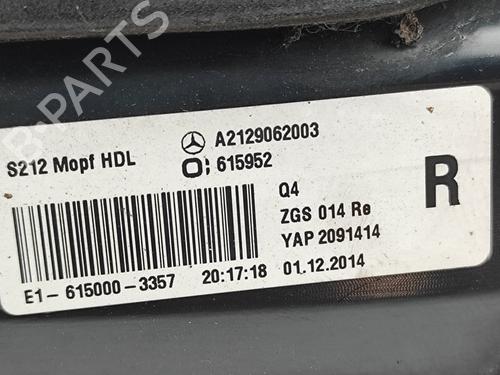 B-PARTS
S212 Mopf HDL
A2129062003
615952
R
Q4
ZGS 014 Re
YAP 2091414
E1-615000-3357 20:17:18 01.12.2014